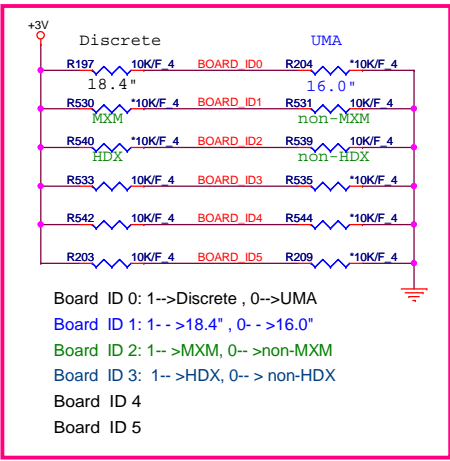 +3V
Discrete UMA
R197 10K/F_4 BOARD_ID0 R204 *10K/F_4
18.4" 16.0"
R530 *10K/F_4 BOARD_ID1 R531 10K/F_4
MXM non-MXM
R540 *10K/F_4 BOARD_ID2 R539 10K/F_4
HDX non-HDX
R533 10K/F_4 BOARD_ID3 R535 *10K/F_4
R542 10K/F_4 BOARD_ID4 R544 *10K/F_4
R203 10K/F_4 BOARD_ID5 R209 *10K/F_4
Board ID 0: 1-->Discrete , 0-->UMA
Board ID 1: 1- - >18.4" , 0- - >16.0"
Board ID 2: 1-- >MXM, 0-- >non-MXM
Board ID 3: 1-- >HDX, 0-- > non-HDX
Board ID 4
Board ID 5